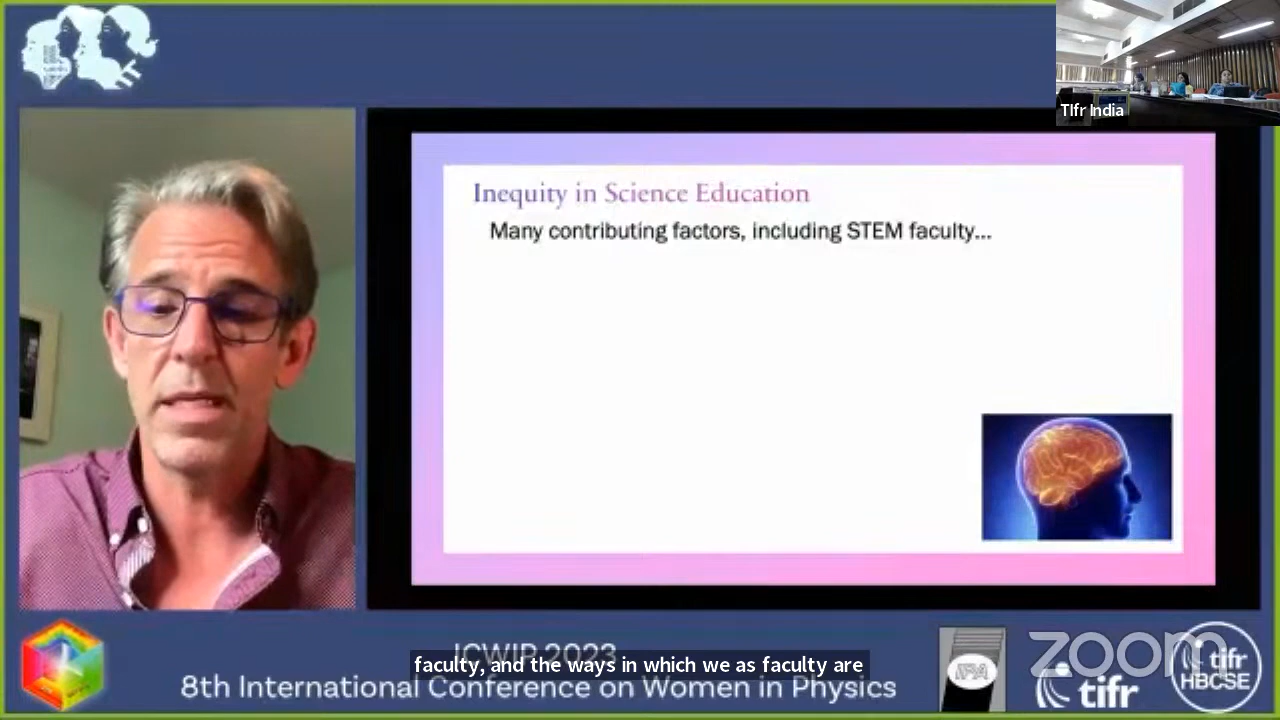 TIfr India
Inequity in Science Education
Many contributing factors, including STEM faculty...
ICWIP 2023
faculty, and the ways in which we as faculty are
8th International Conference on Women in Physics
IPA
tifr
zoom
tifr
HBCSE